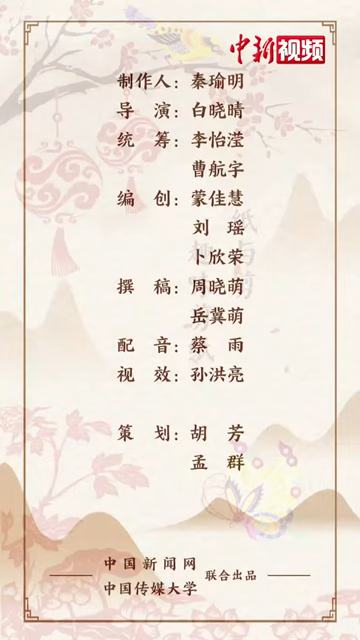 中新视频
制作人：秦瑜明
导 演：白晓晴
统 筹：李怡滢
曹航宇
编 创：蒙佳慧
刘 瑶
卜欣荣
撰 稿：周晓萌
岳冀萌
配 音：蔡 雨
视 效：孙洪亮
策 划：胡 芳
孟 群
中国新闻网
中国传媒大学
联合出品